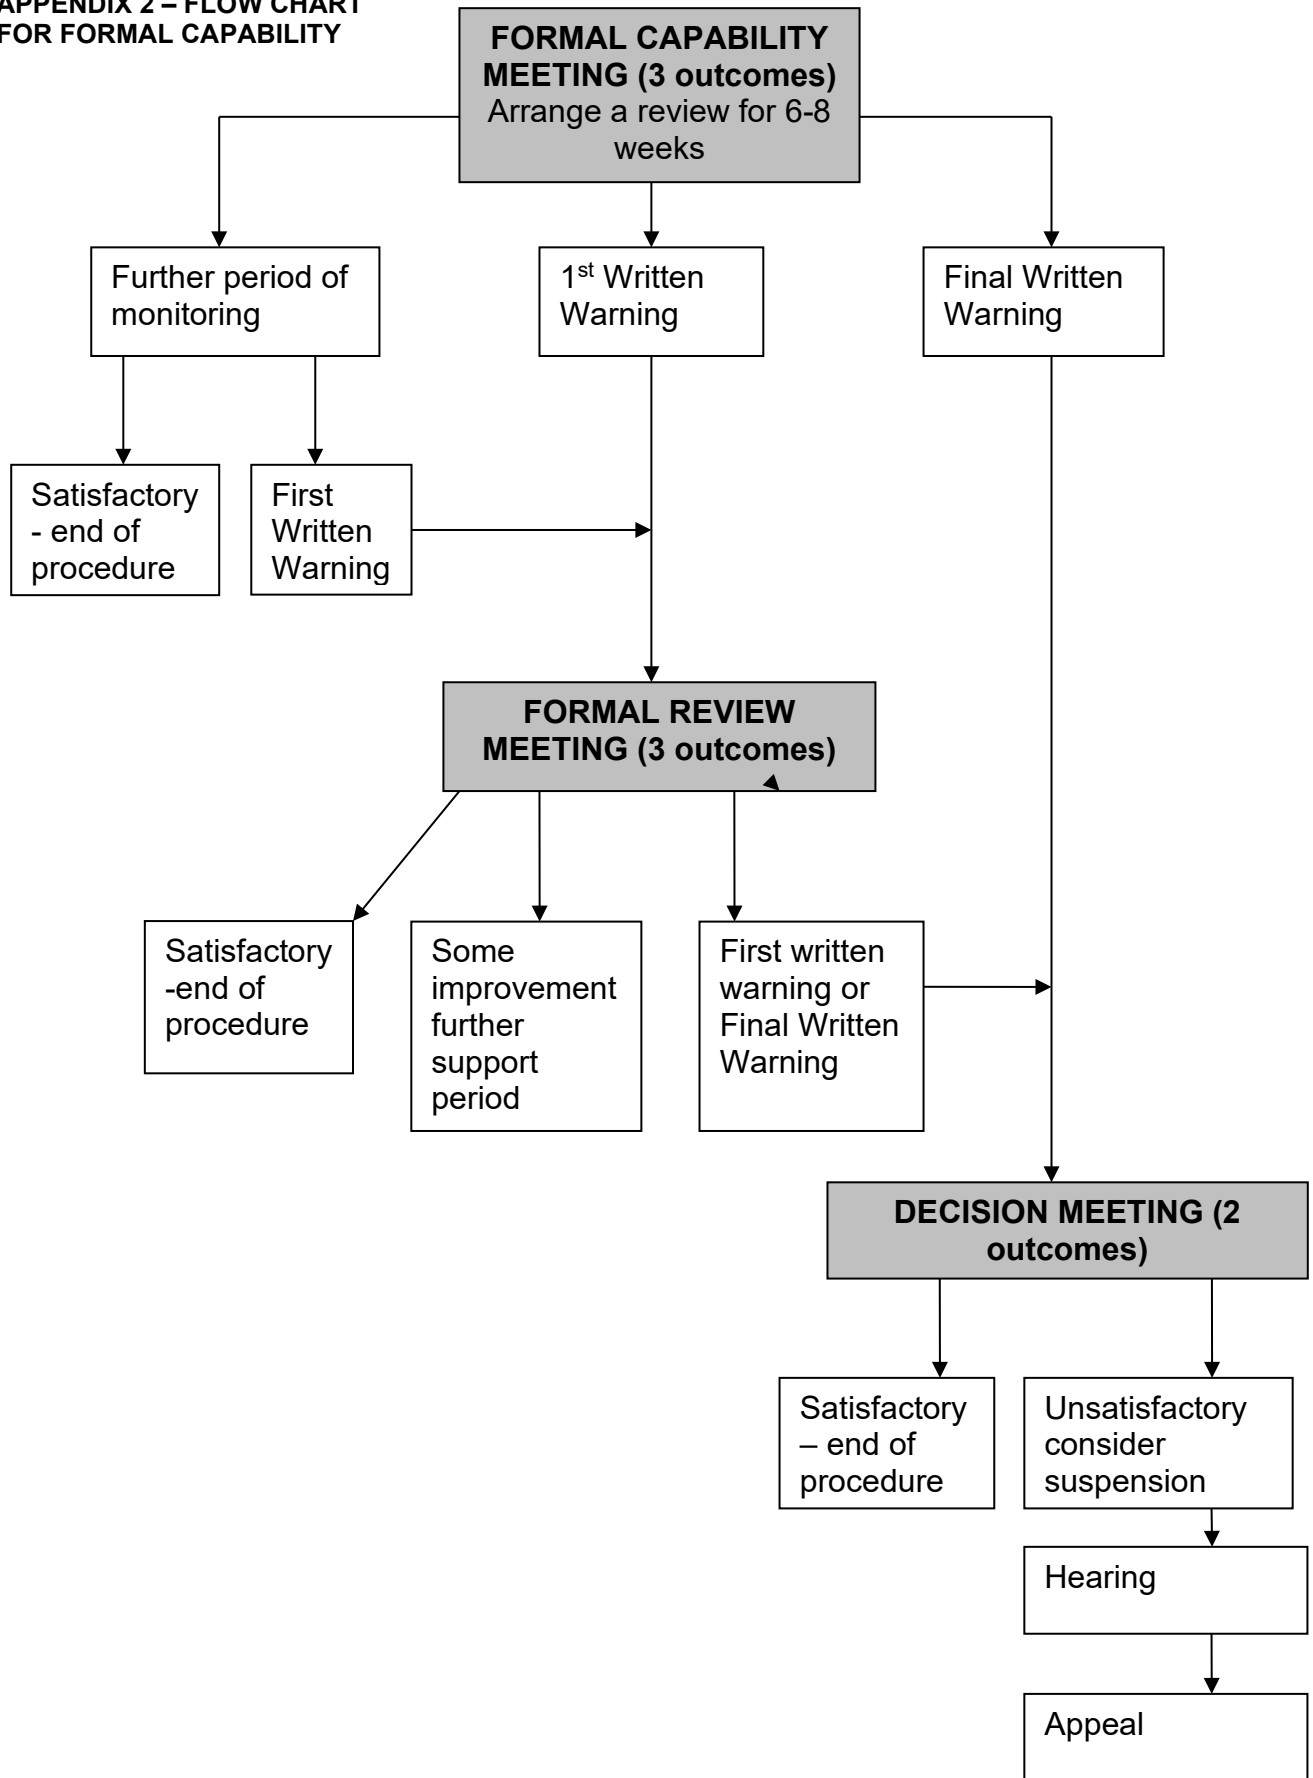 APPENDIX 2 – FLOW CHART
FOR FORMAL CAPABILITY
FORMAL CAPABILITY
MEETING (3 outcomes)
Arrange a review for 6-8
weeks
Further period of
monitoring
1st Written
Warning
Final Written
Warning
Satisfactory
- end of
procedure
First
Written
Warning
FORMAL REVIEW
MEETING (3 outcomes)
Satisfactory
-end of
procedure
Some
improvement
further
support
period
First written
warning or
Final Written
Warning
DECISION MEETING (2
outcomes)
Satisfactory
– end of
procedure
Unsatisfactory
consider
suspension
Hearing
Appeal